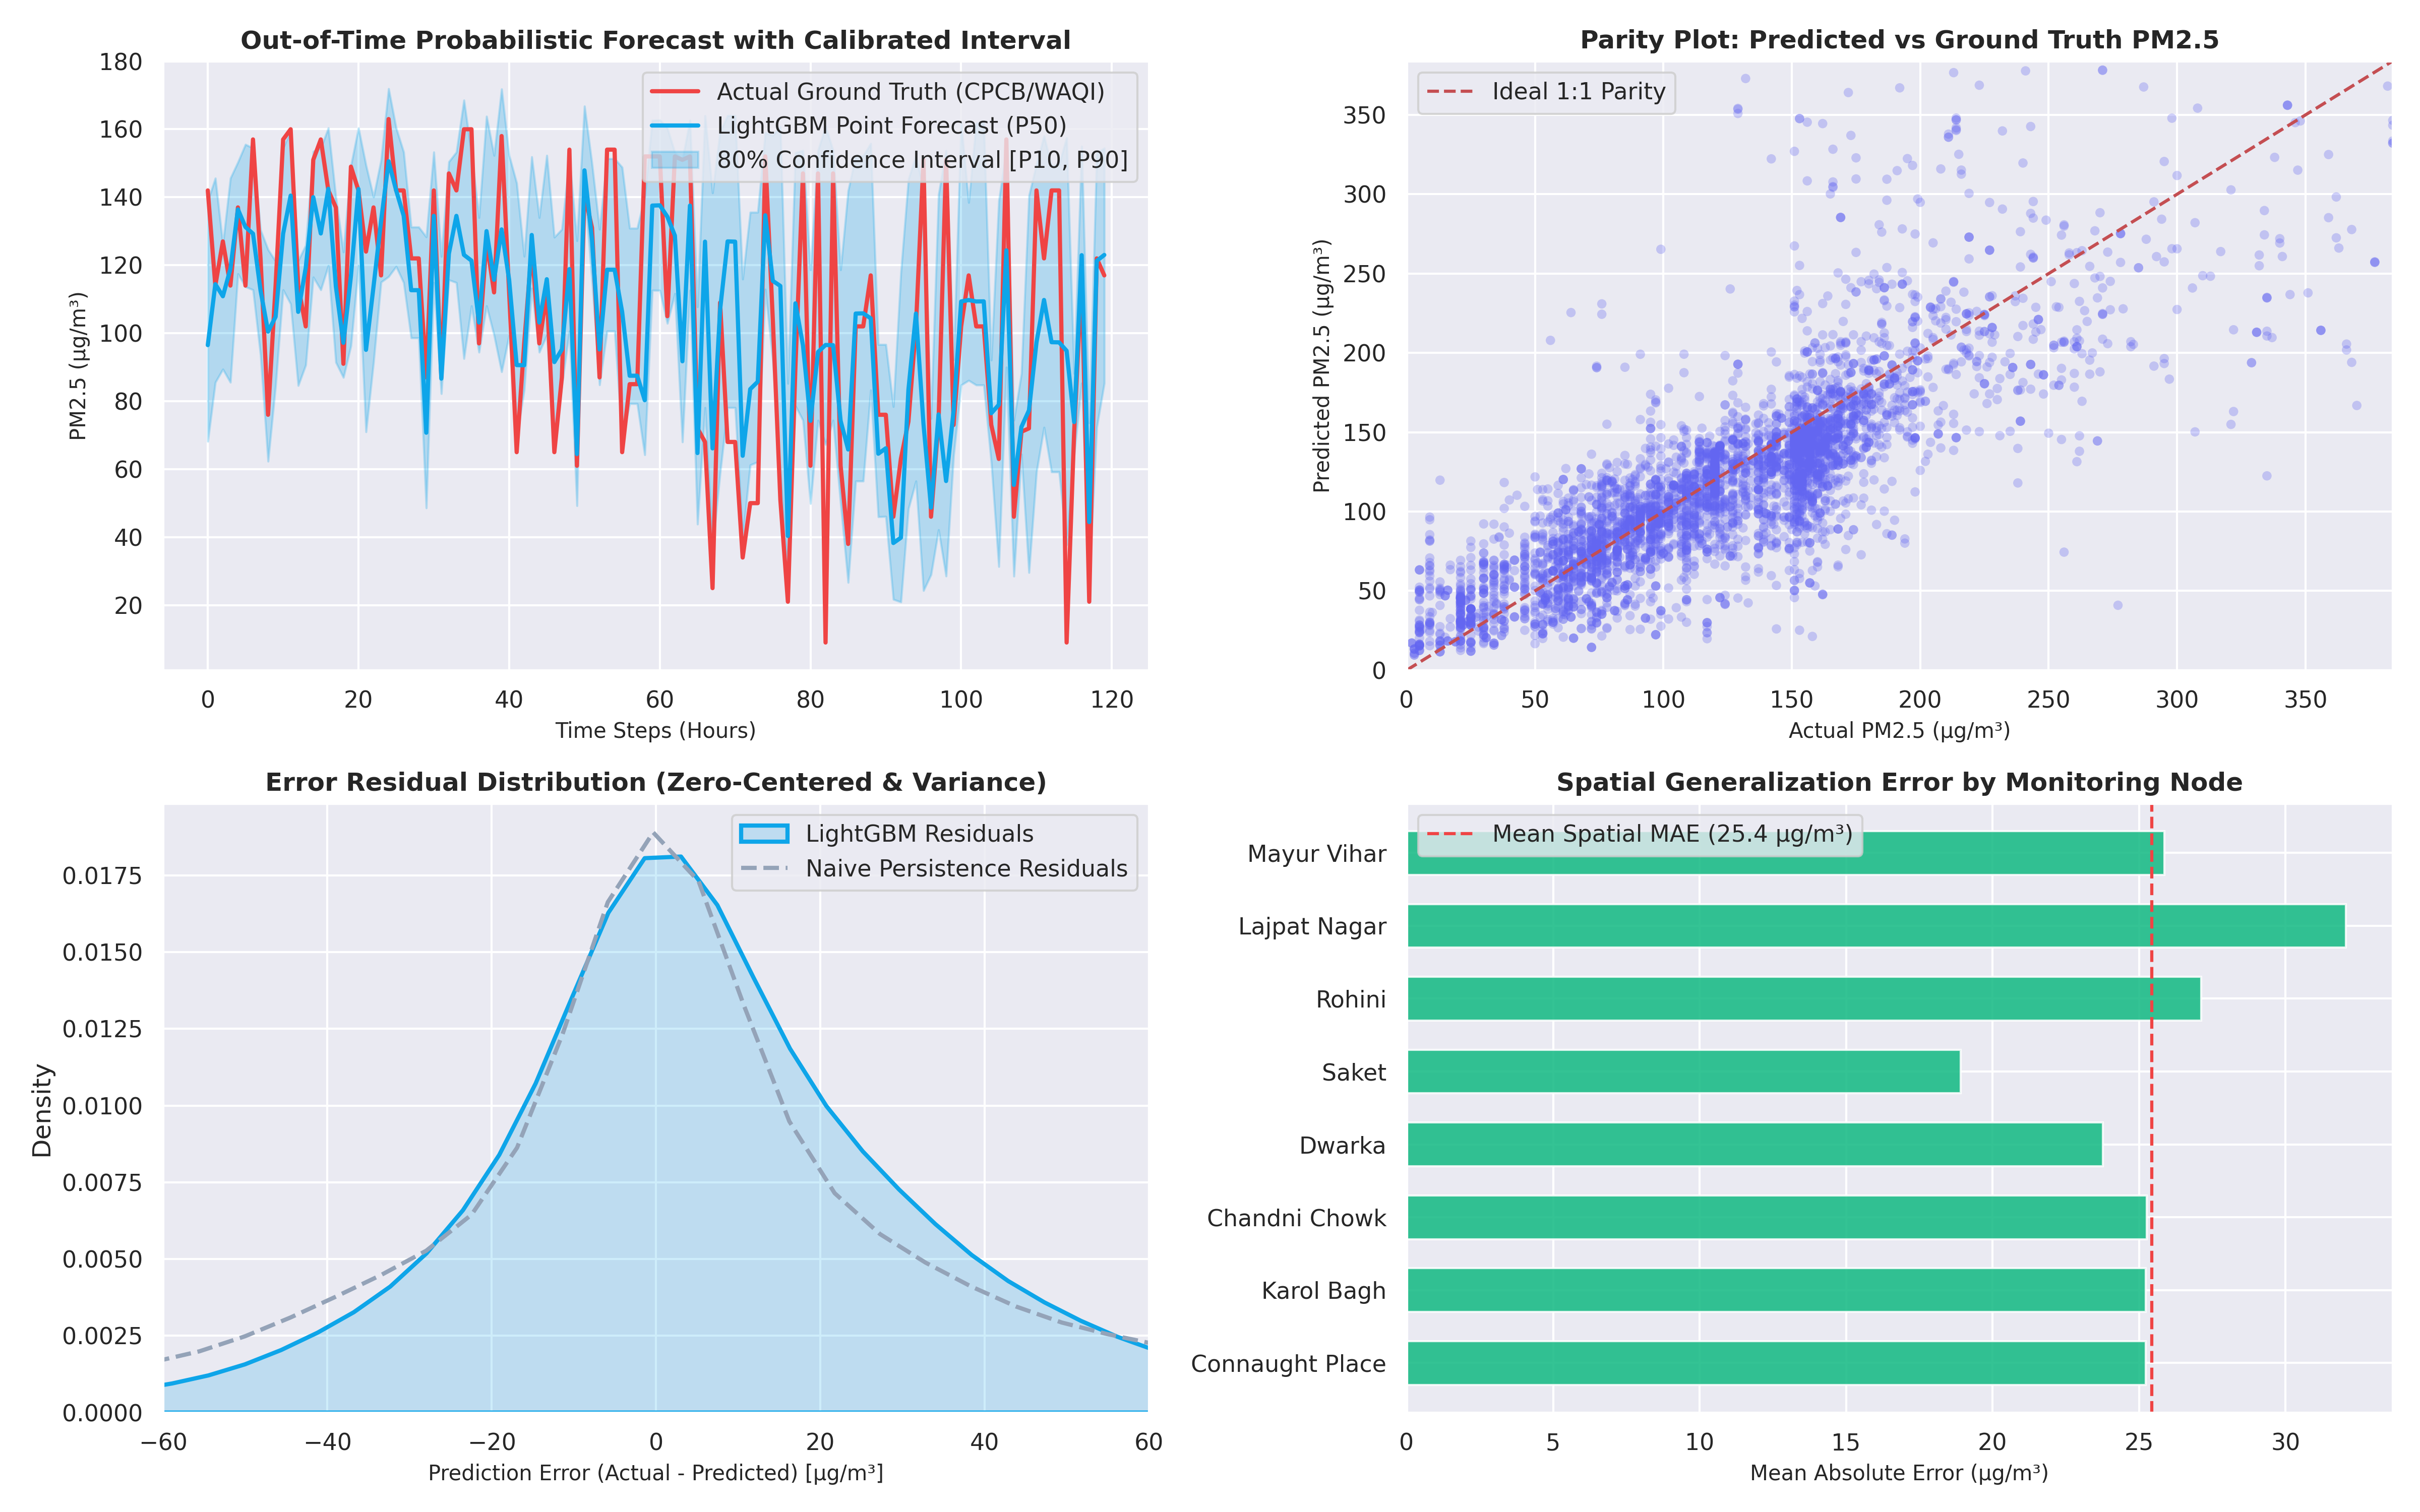 Out-of-Time Probabilistic Forecast with Calibrated Interval
180
160
140
120
100
80
60
40
20
PM2.5 (µg/m³)
Actual Ground Truth (CPCB/WAQI)
LightGBM Point Forecast (P50)
80% Confidence Interval [P10, P90]
0 20 40 60 80 100 120
Time Steps (Hours)
Parity Plot: Predicted vs Ground Truth PM2.5
Ideal 1:1 Parity
350
300
250
200
150
100
50
0
Predicted PM2.5 (µg/m³)
0 50 100 150 200 250 300 350
Actual PM2.5 (µg/m³)
Error Residual Distribution (Zero-Centered & Variance)
LightGBM Residuals
Naive Persistence Residuals
0.0175
0.0150
0.0125
0.0100
0.0075
0.0050
0.0025
0.0000
Density
−60 −40 −20 0 20 40 60
Prediction Error (Actual - Predicted) [µg/m³]
Spatial Generalization Error by Monitoring Node
Mean Spatial MAE (25.4 µg/m³)
Mayur Vihar
Lajpat Nagar
Rohini
Saket
Dwarka
Chandni Chowk
Karol Bagh
Connaught Place
0 5 10 15 20 25 30
Mean Absolute Error (µg/m³)